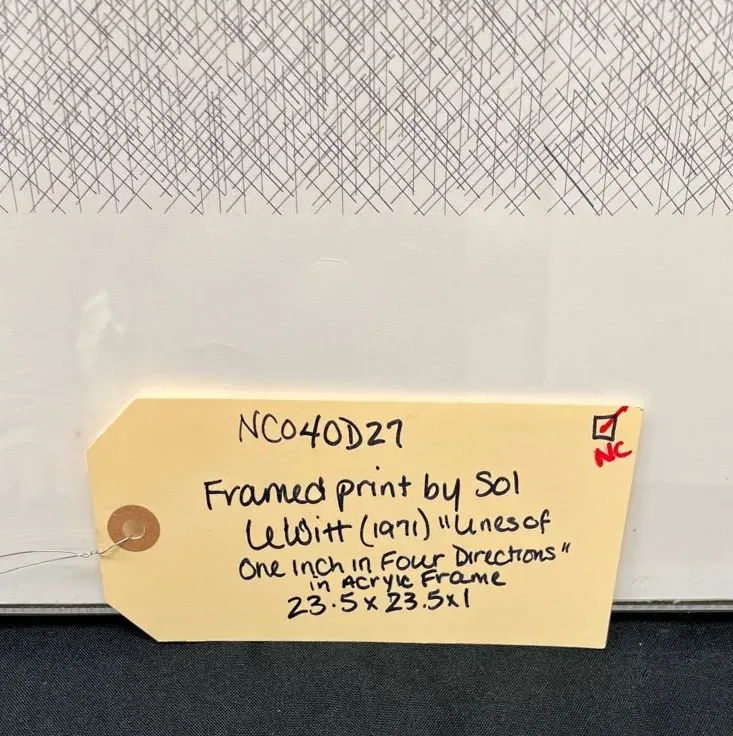 NC040D27
NC
Framed print by Sol
LeWitt (1971) "Lines of
One Inch in Four Directions"
in Acrylic Frame
23.5 x 23.5 x 1